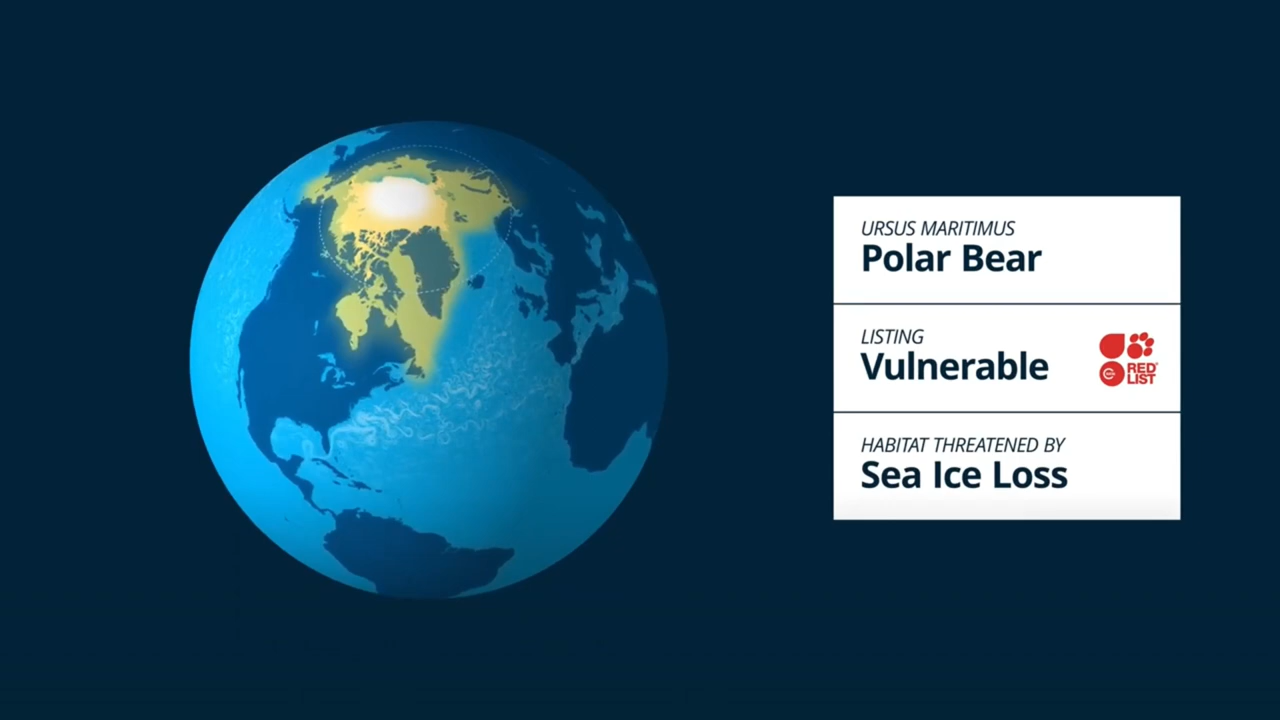 URSUS MARITIMUS
Polar Bear
LISTING
Vulnerable
RED
LIST
HABITAT THREATENED BY
Sea Ice Loss